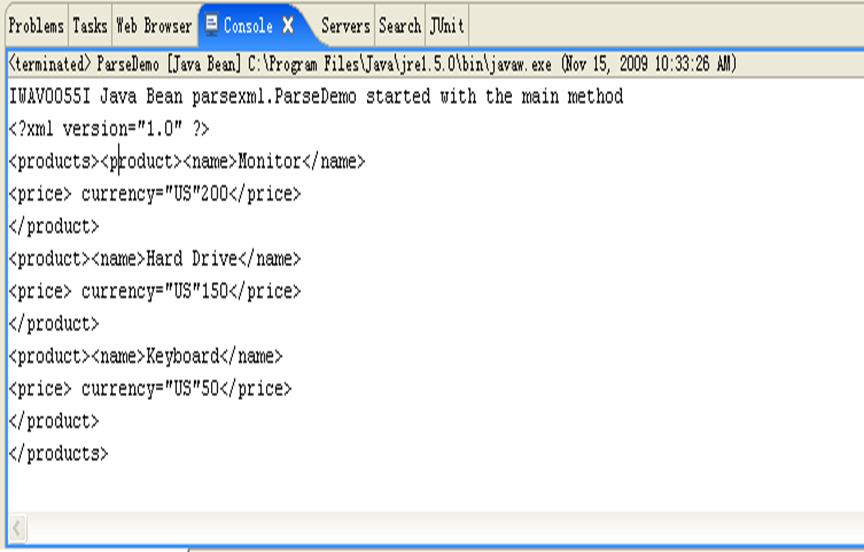 Problems Tasks Web Browser Console Servers Search JUnit
<terminated> ParseDemo [Java Bean] C:\Program Files\Java\jre1.5.0\bin\javaw.exe (Nov 15, 2009 10:33:26 AM)
IWAV0055I Java Bean parsexml.ParseDemo started with the main method
<?xml version="1.0" ?>
<products><product><name>Monitor</name>
<price> currency="US"200</price>
</product>
<product><name>Hard Drive</name>
<price> currency="US"150</price>
</product>
<product><name>Keyboard</name>
<price> currency="US"50</price>
</product>
</products>